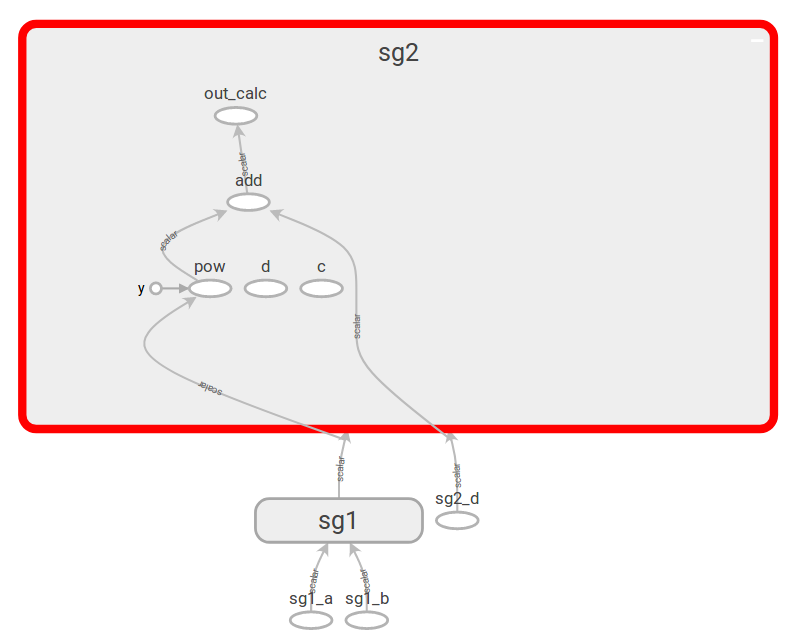 sg2
out_calc
scalar
add
scalar
pow
d
c
y
scalar
scalar
scalar
scalar
sg1
sg2_d
scalar
scalar
sg1_a
sg1_b